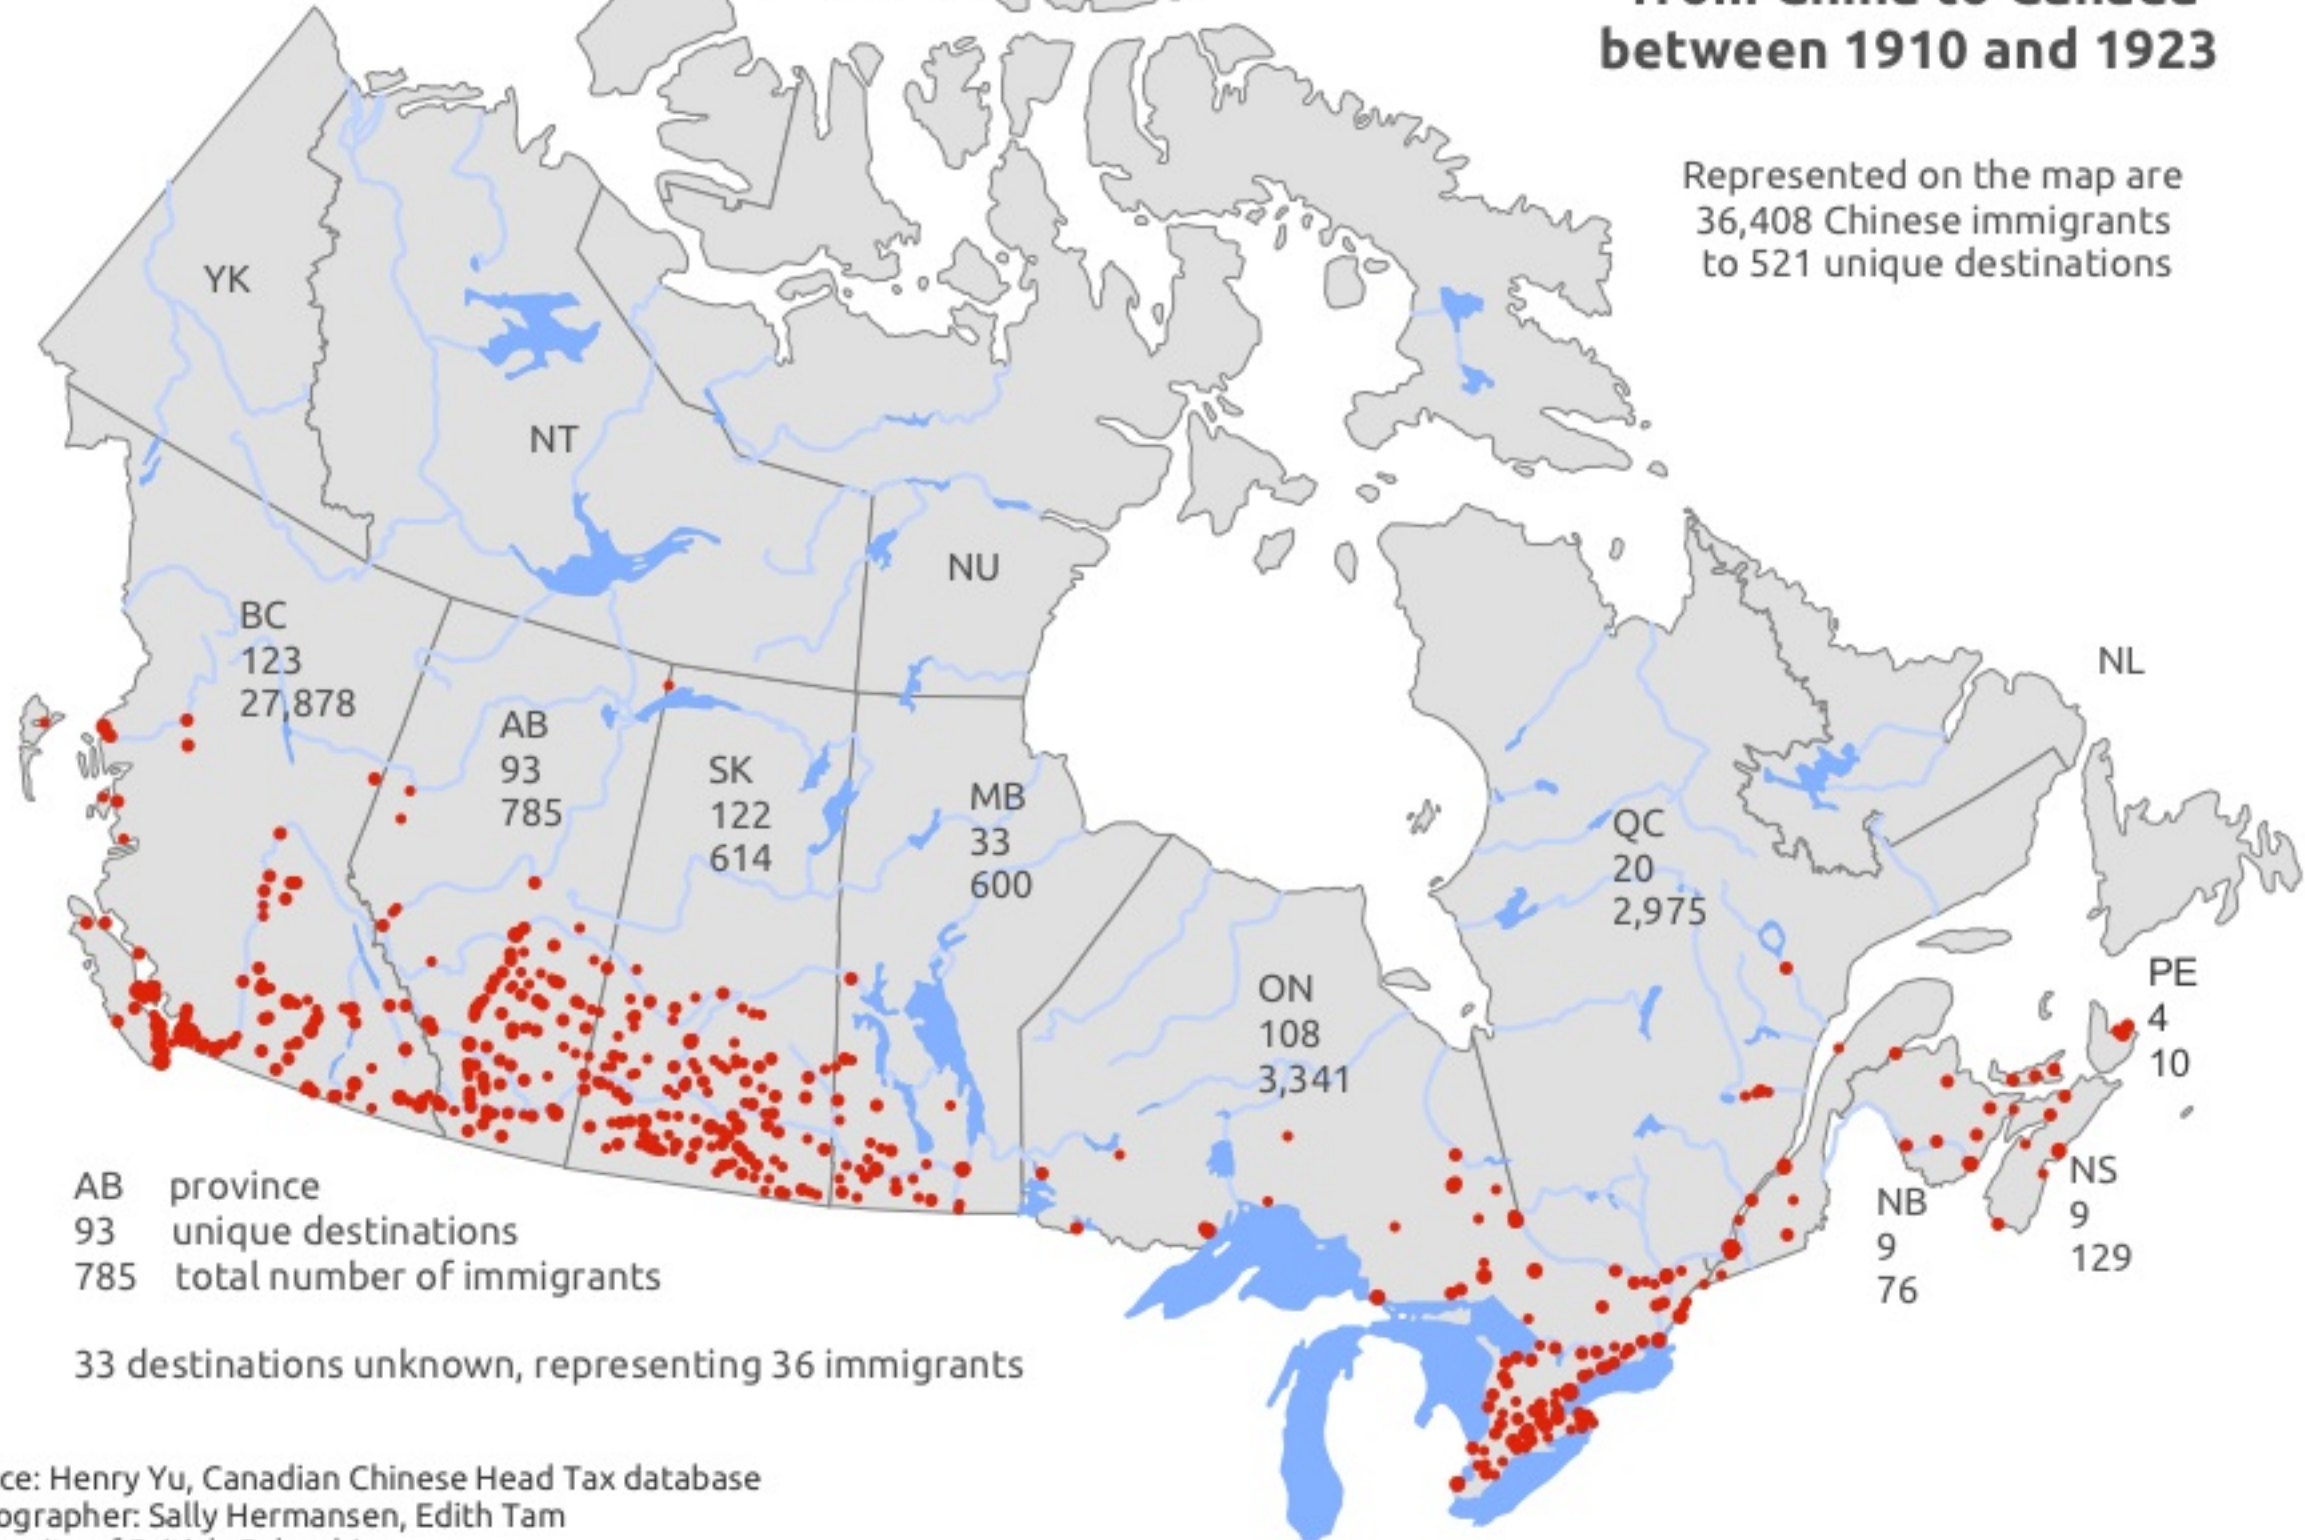 between 1910 and 1923
Represented on the map are
36,408 Chinese immigrants
to 521 unique destinations
YK
NT
NU
BC
123
27,878
AB
93
785
SK
122
614
MB
33
600
ON
108
3,341
QC
20
2,975
NL
PE
4
10
NS
9
129
NB
9
76
AB province
93 unique destinations
785 total number of immigrants
33 destinations unknown, representing 36 immigrants
ce: Henry Yu, Canadian Chinese Head Tax database
ographer: Sally Hermansen, Edith Tam